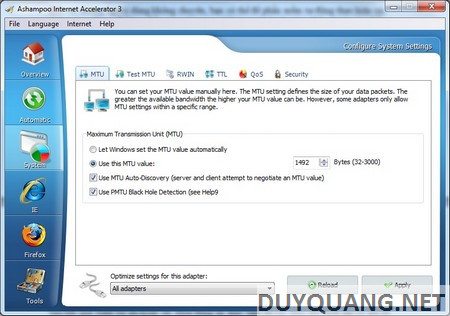 Ashampoo Internet Accelerator 3
File Language Internet
Configure System Settings
Overview
Automatic
System
IE
Firefox
Tools
MTU Test MTU RWIN TTL QoS Security
You can set your MTU value manually here. The MTU setting defines the size of your data packets. The
greater the available bandwidth the higher your MTU value can be. However, some adapters only allow
MTU settings within a specific range.
Maximum Transmission Unit (MTU)
Let Windows set the MTU value automatically
Use this MTU value: 1492 Bytes (32-3000)
Use MTU Auto-Discovery (server and client attempt to negotiate an MTU value)
Use PMTU Black Hole Detection (see Help9
Optimize settings for this adapter:
All adapters
Reload
Apply
DUYQUANG.NET